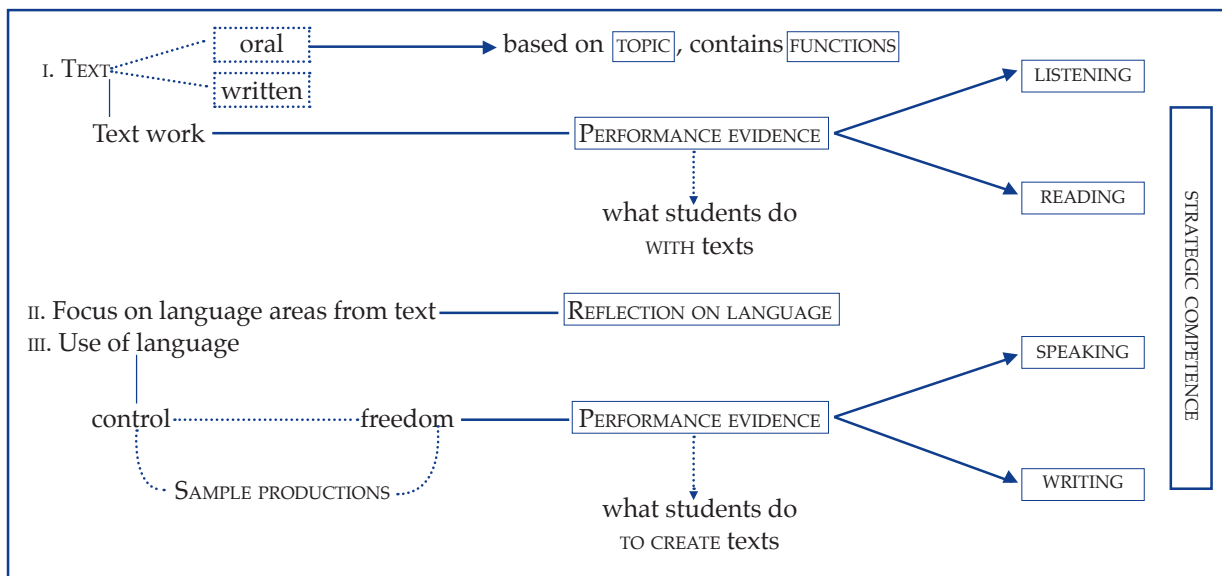 oral
based on TOPIC, contains FUNCTIONS
I. TEXT
written
LISTENING
Text work
PERFORMANCE EVIDENCE
READING
what students do
WITH texts
STRATEGIC COMPETENCE
II. Focus on language areas from text
REFLECTION ON LANGUAGE
III. Use of language
SPEAKING
control
freedom
PERFORMANCE EVIDENCE
SAMPLE PRODUCTIONS
WRITING
what students do
TO CREATE texts